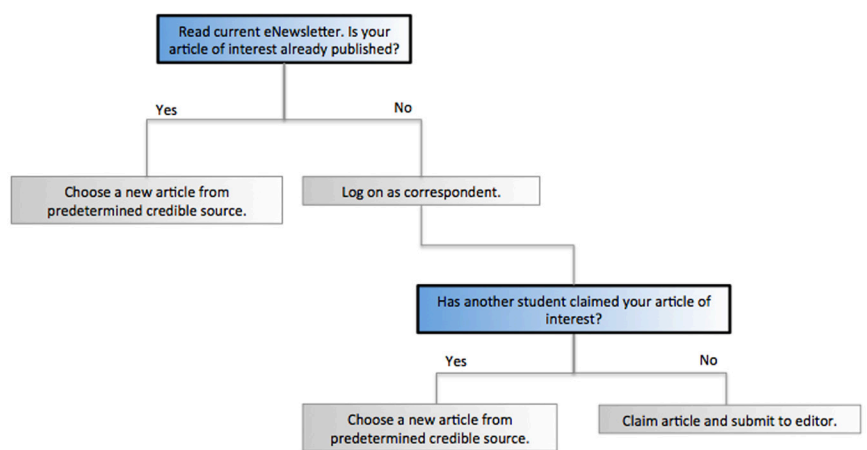 Read current eNewsletter. Is your
article of interest already published?
Yes
No
Choose a new article from
predetermined credible source.
Log on as correspondent.
Has another student claimed your article of
interest?
Yes
No
Choose a new article from
predetermined credible source.
Claim article and submit to editor.